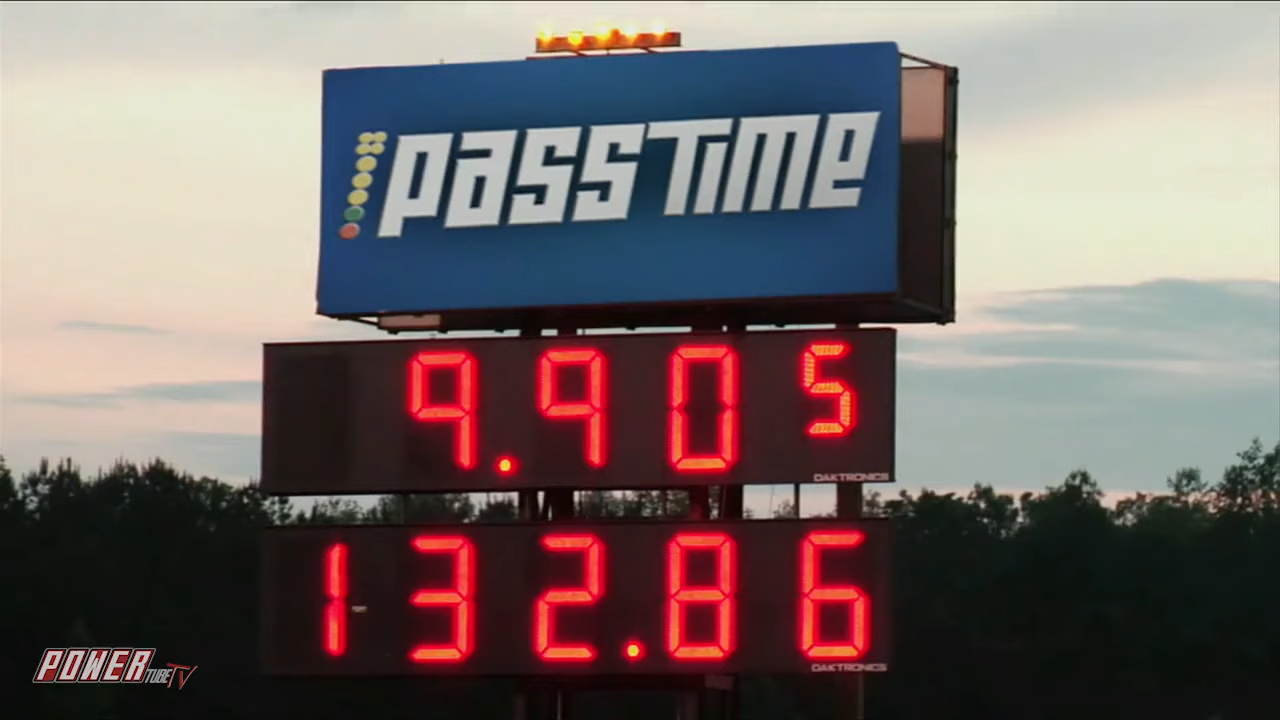 PASSTIME
9.905
DAKTRONICS
132.86
DAKTRONICS
POWER TUBE TV